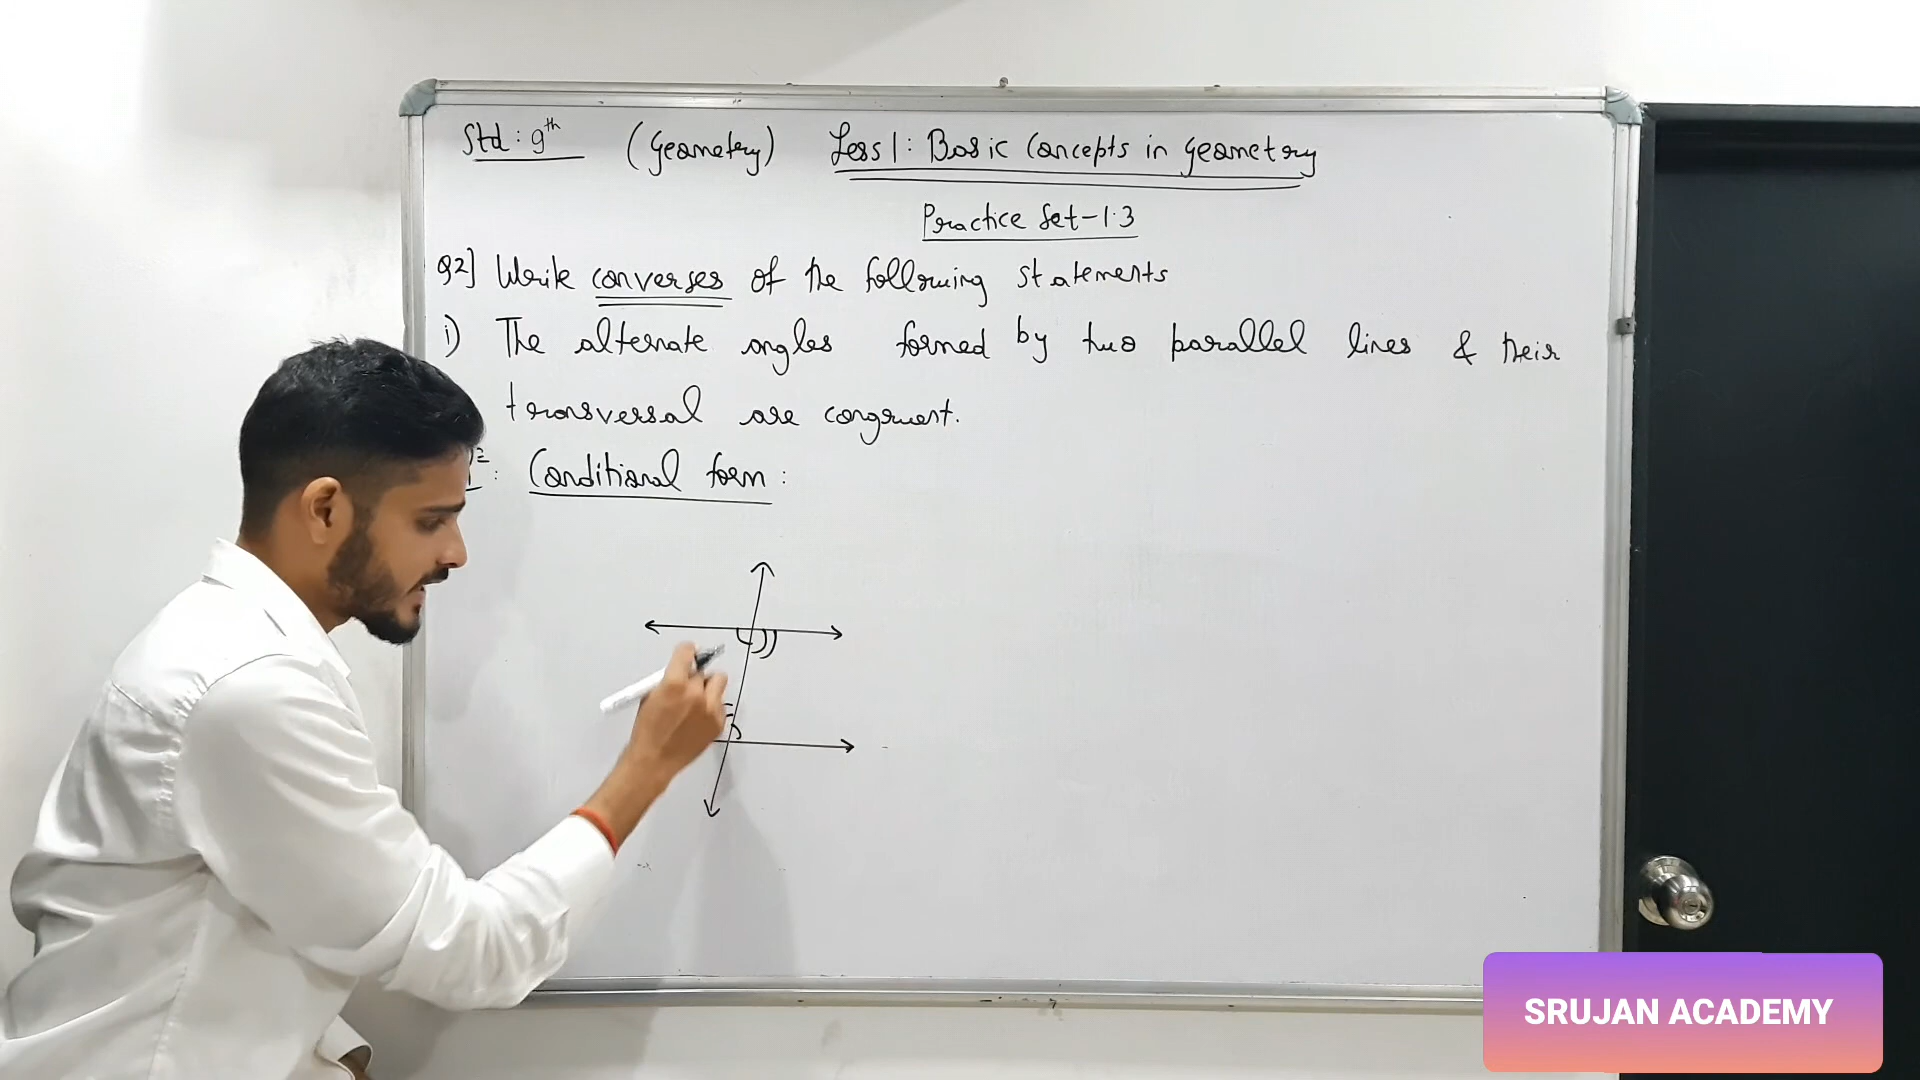 Std: 9th (Geometry) Less 1: Basic Concepts in Geometry
Practice Set-1.3
Q2] Write converses of the following statements
i) The alternate angles formed by two parallel lines & their
transversal are congruent.
: Conditional form:
SRUJAN ACADEMY